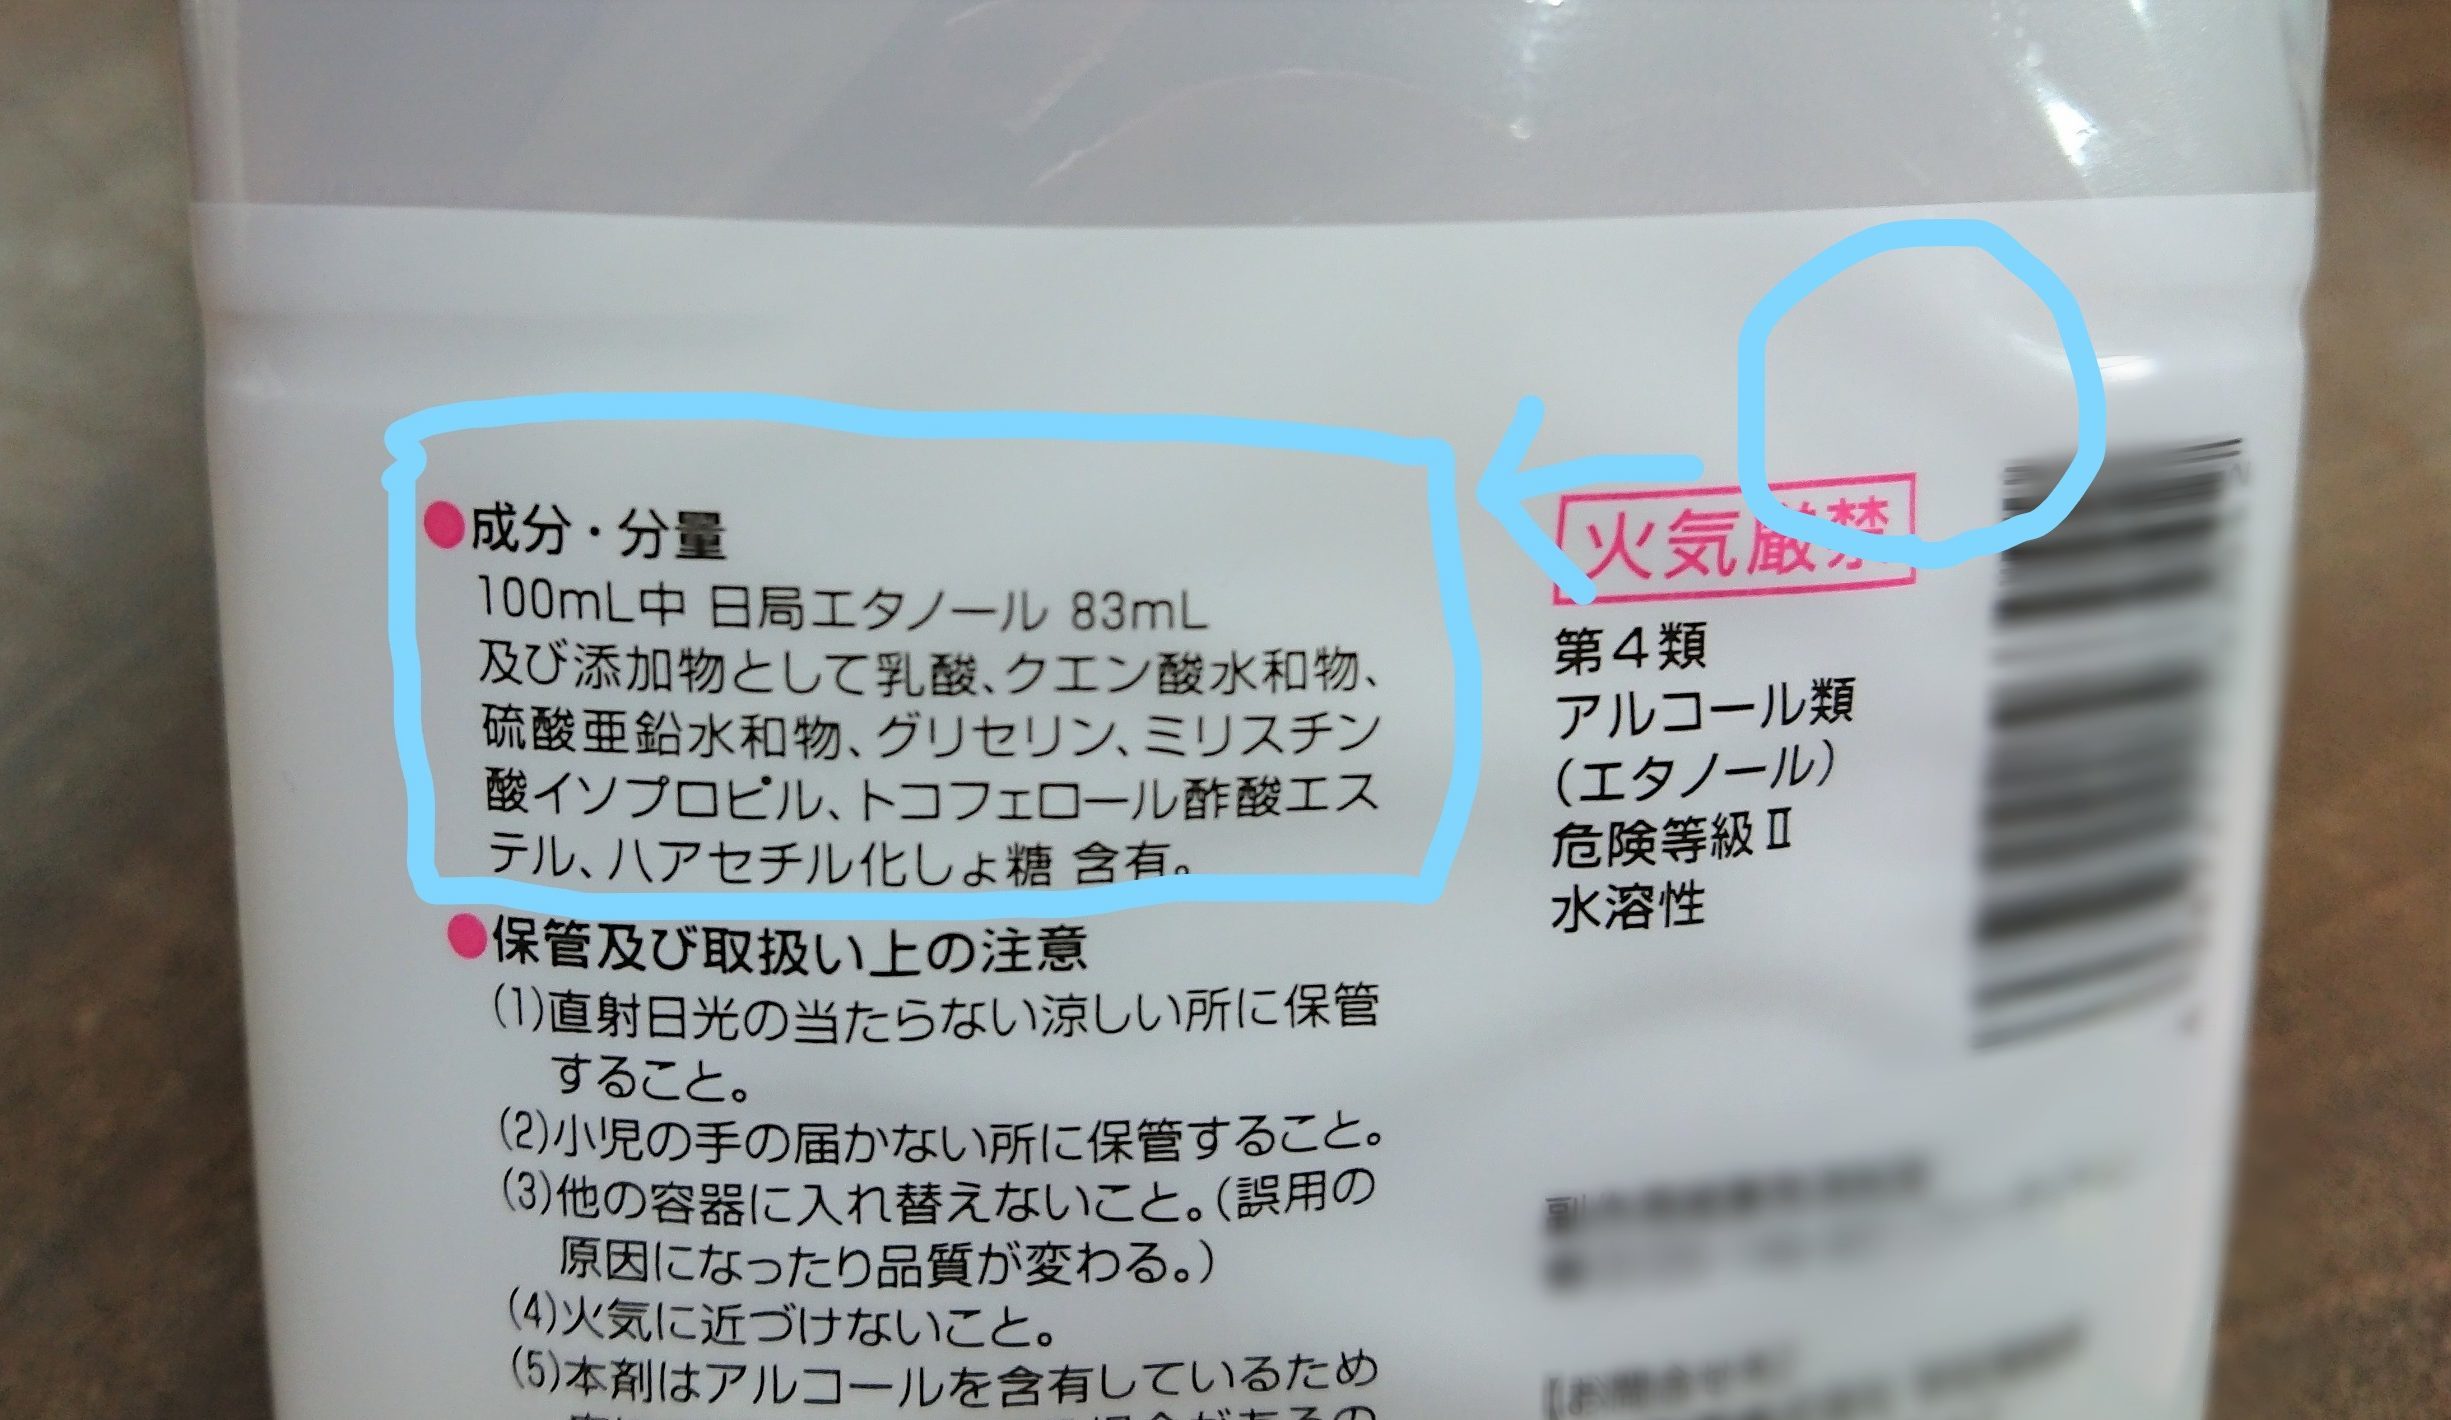 ●成分・分量
100mL中 日局エタノール 83mL
及び添加物として乳酸、クエン酸水和物、
硫酸亜鉛水和物、グリセリン、ミリスチン
酸イソプロピル、トコフェロール酢酸エス
テル、ハアセチル化しょ糖 含有。
●保管及び取扱い上の注意
(1)直射日光の当たらない涼しい所に保管
すること。
(2)小児の手の届かない所に保管すること。
(3)他の容器に入れ替えないこと。(誤用の
原因になったり品質が変わる。)
(4)火気に近づけないこと。
(5)本剤はアルコールを含有しているため
火気厳禁
第4類
アルコール類
(エタノール)
危険等級Ⅱ
水溶性